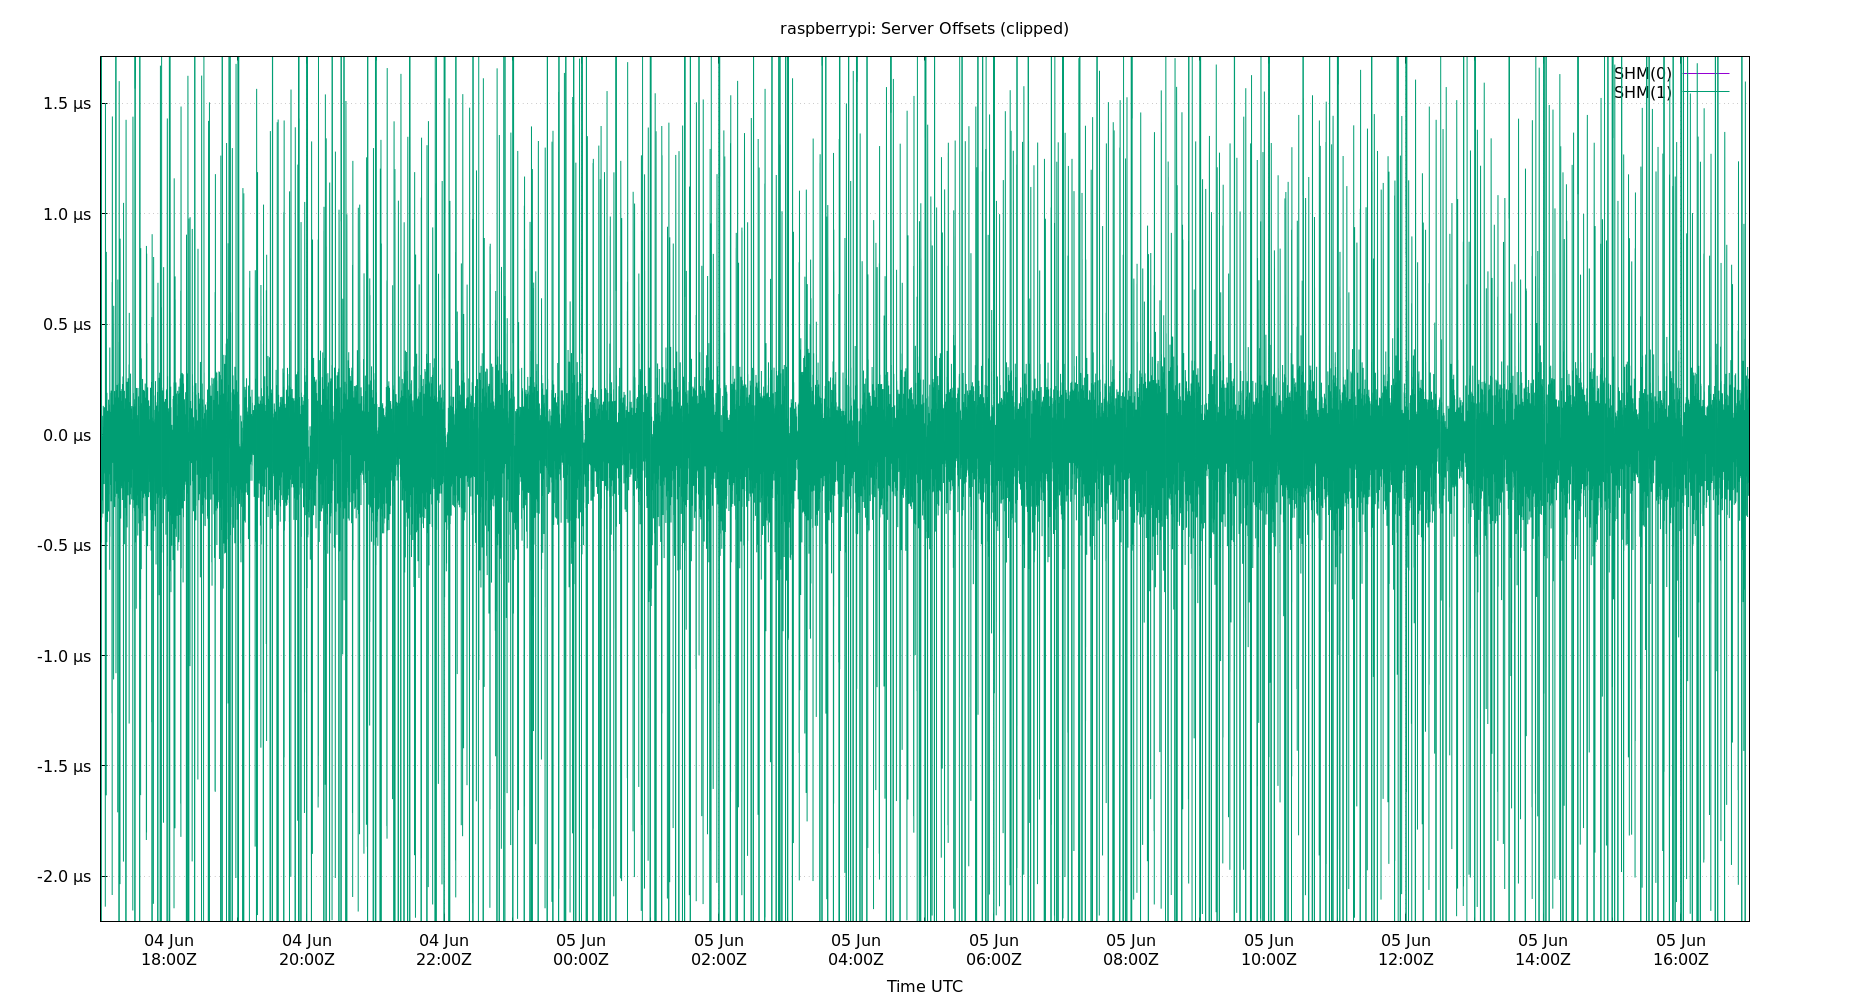 raspberrypi: Server Offsets (clipped)
SHM(0)
SHM(1)
1.5 µs
1.0 µs
0.5 µs
0.0 µs
-0.5 µs
-1.0 µs
-1.5 µs
-2.0 µs
04 Jun 04 Jun 04 Jun 05 Jun 05 Jun 05 Jun 05 Jun 05 Jun 05 Jun 05 Jun 05 Jun 05 Jun
18:00Z 20:00Z 22:00Z 00:00Z 02:00Z 04:00Z 06:00Z 08:00Z 10:00Z 12:00Z 14:00Z 16:00Z
Time UTC